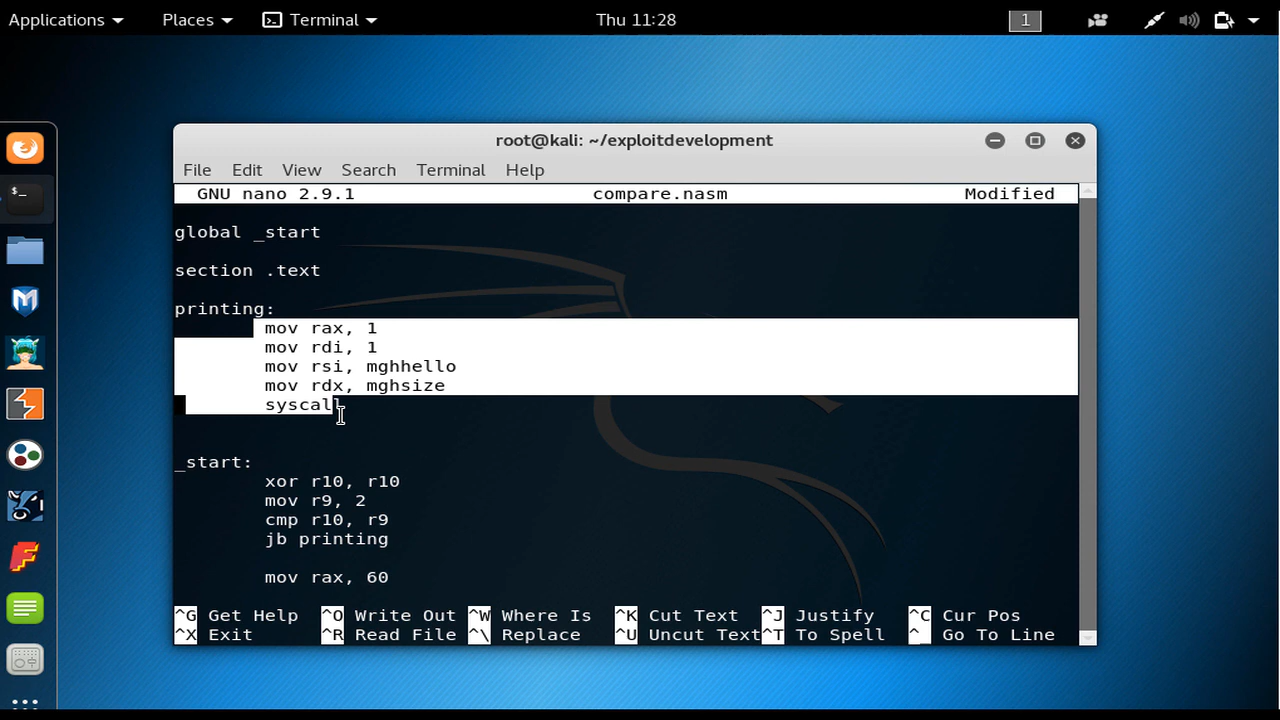 Applications Places Terminal Thu 11:28 1
root@kali: ~/exploitdevelopment
File Edit View Search Terminal Help
GNU nano 2.9.1 compare.nasm Modified
global _start
section .text
printing:
mov rax, 1
mov rdi, 1
mov rsi, mghhello
mov rdx, mghsize
syscall
_start:
xor r10, r10
mov r9, 2
cmp r10, r9
jb printing
mov rax, 60
^G Get Help ^O Write Out ^W Where Is ^K Cut Text ^J Justify ^C Cur Pos
^X Exit ^R Read File ^\ Replace ^U Uncut Text ^T To Spell ^_ Go To Line